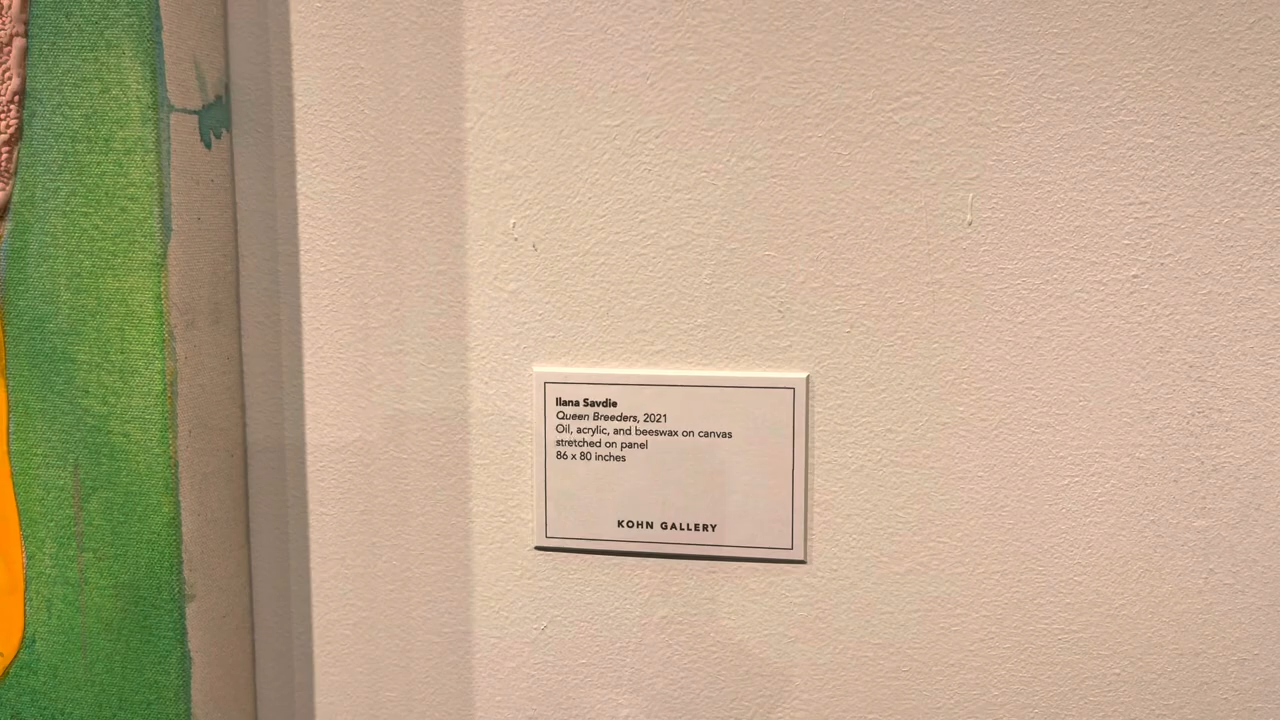 Ilana Savdie
Queen Breeders, 2021
Oil, acrylic, and beeswax on canvas
stretched on panel
86 x 80 inches
KOHN GALLERY